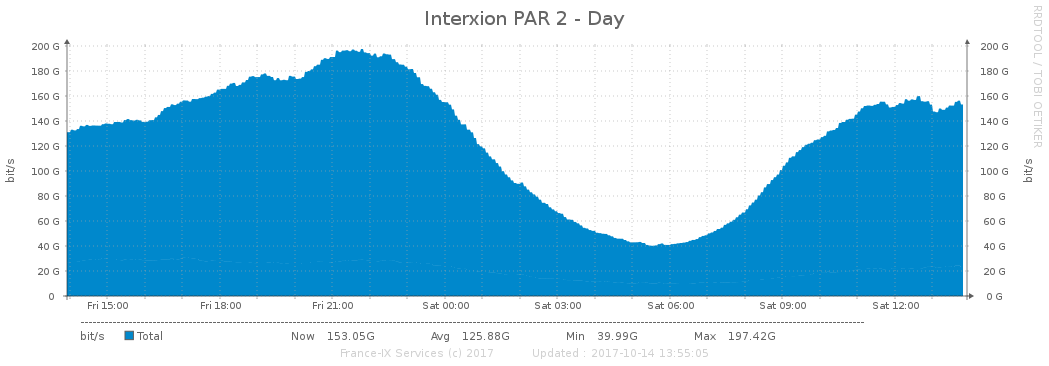 Interxion PAR 2 - Day
RRDTOOL / TOBI OETIKER
200 G 200 G
180 G 180 G
160 G 160 G
140 G 140 G
120 G 120 G
100 G 100 G
80 G 80 G
60 G 60 G
40 G 40 G
20 G 20 G
0 0 G
bit/s
bit/s
Fri 15:00 Fri 18:00 Fri 21:00 Sat 00:00 Sat 03:00 Sat 06:00 Sat 09:00 Sat 12:00
bit/s Total Now 153.05G Avg 125.88G Min 39.99G Max 197.42G
France-IX Services (c) 2017 Updated : 2017-10-14 13:55:05